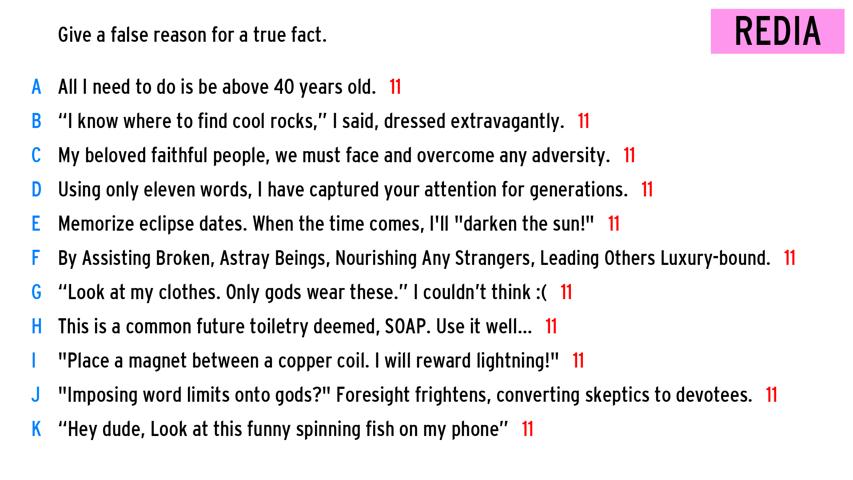 Give a false reason for a true fact.
REDIA
A All I need to do is be above 40 years old. 11
B “I know where to find cool rocks,” I said, dressed extravagantly. 11
C My beloved faithful people, we must face and overcome any adversity. 11
D Using only eleven words, I have captured your attention for generations. 11
E Memorize eclipse dates. When the time comes, I'll "darken the sun!" 11
F By Assisting Broken, Astray Beings, Nourishing Any Strangers, Leading Others Luxury-bound. 11
G “Look at my clothes. Only gods wear these.” I couldn’t think :( 11
H This is a common future toiletry deemed, SOAP. Use it well... 11
I "Place a magnet between a copper coil. I will reward lightning!" 11
J "Imposing word limits onto gods?" Foresight frightens, converting skeptics to devotees. 11
K “Hey dude, Look at this funny spinning fish on my phone” 11